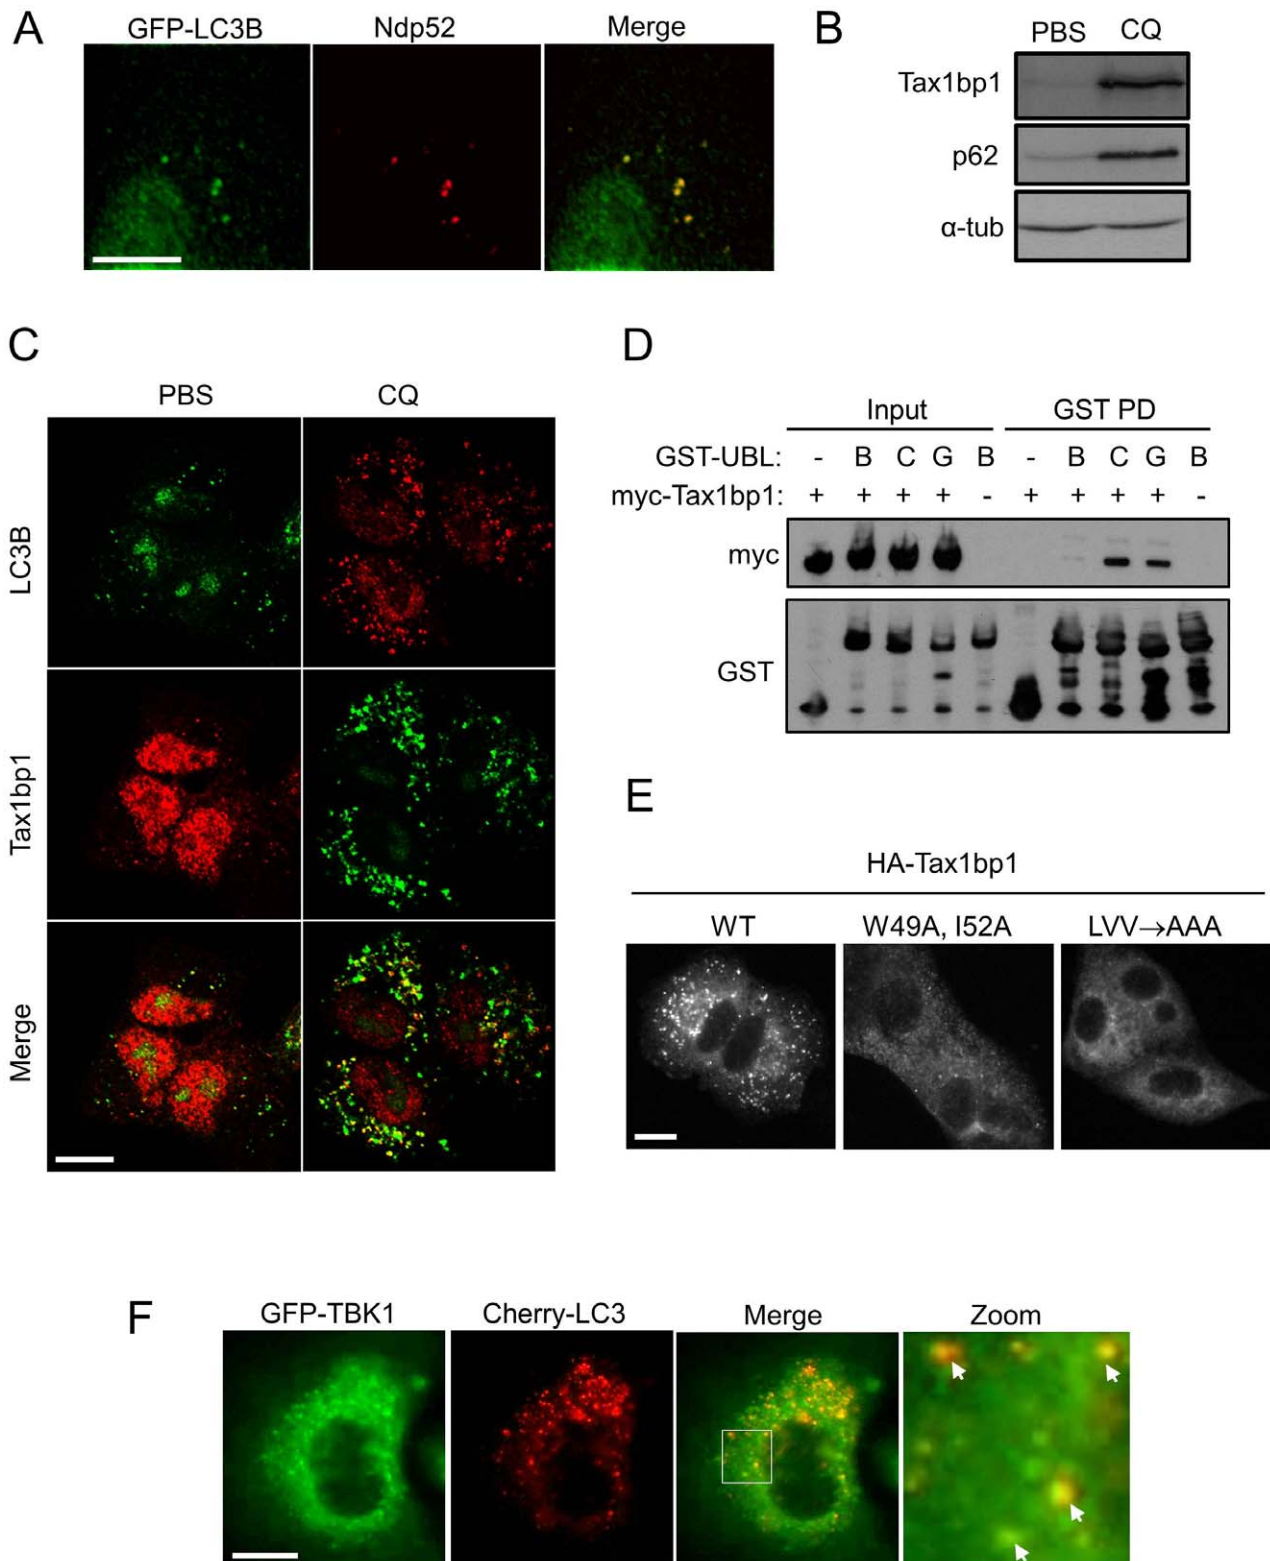 A
GFP-LC3B Ndp52 Merge
B
PBS CQ
Tax1bp1
p62
α-tub
C
PBS CQ
LC3B
Tax1bp1
Merge
D
Input GST PD
GST-UBL: - B C G B - B C G B
myc-Tax1bp1: + + + + - + + + + -
myc
GST
E
HA-Tax1bp1
WT W49A, I52A LVV→AAA
F
GFP-TBK1 Cherry-LC3 Merge Zoom